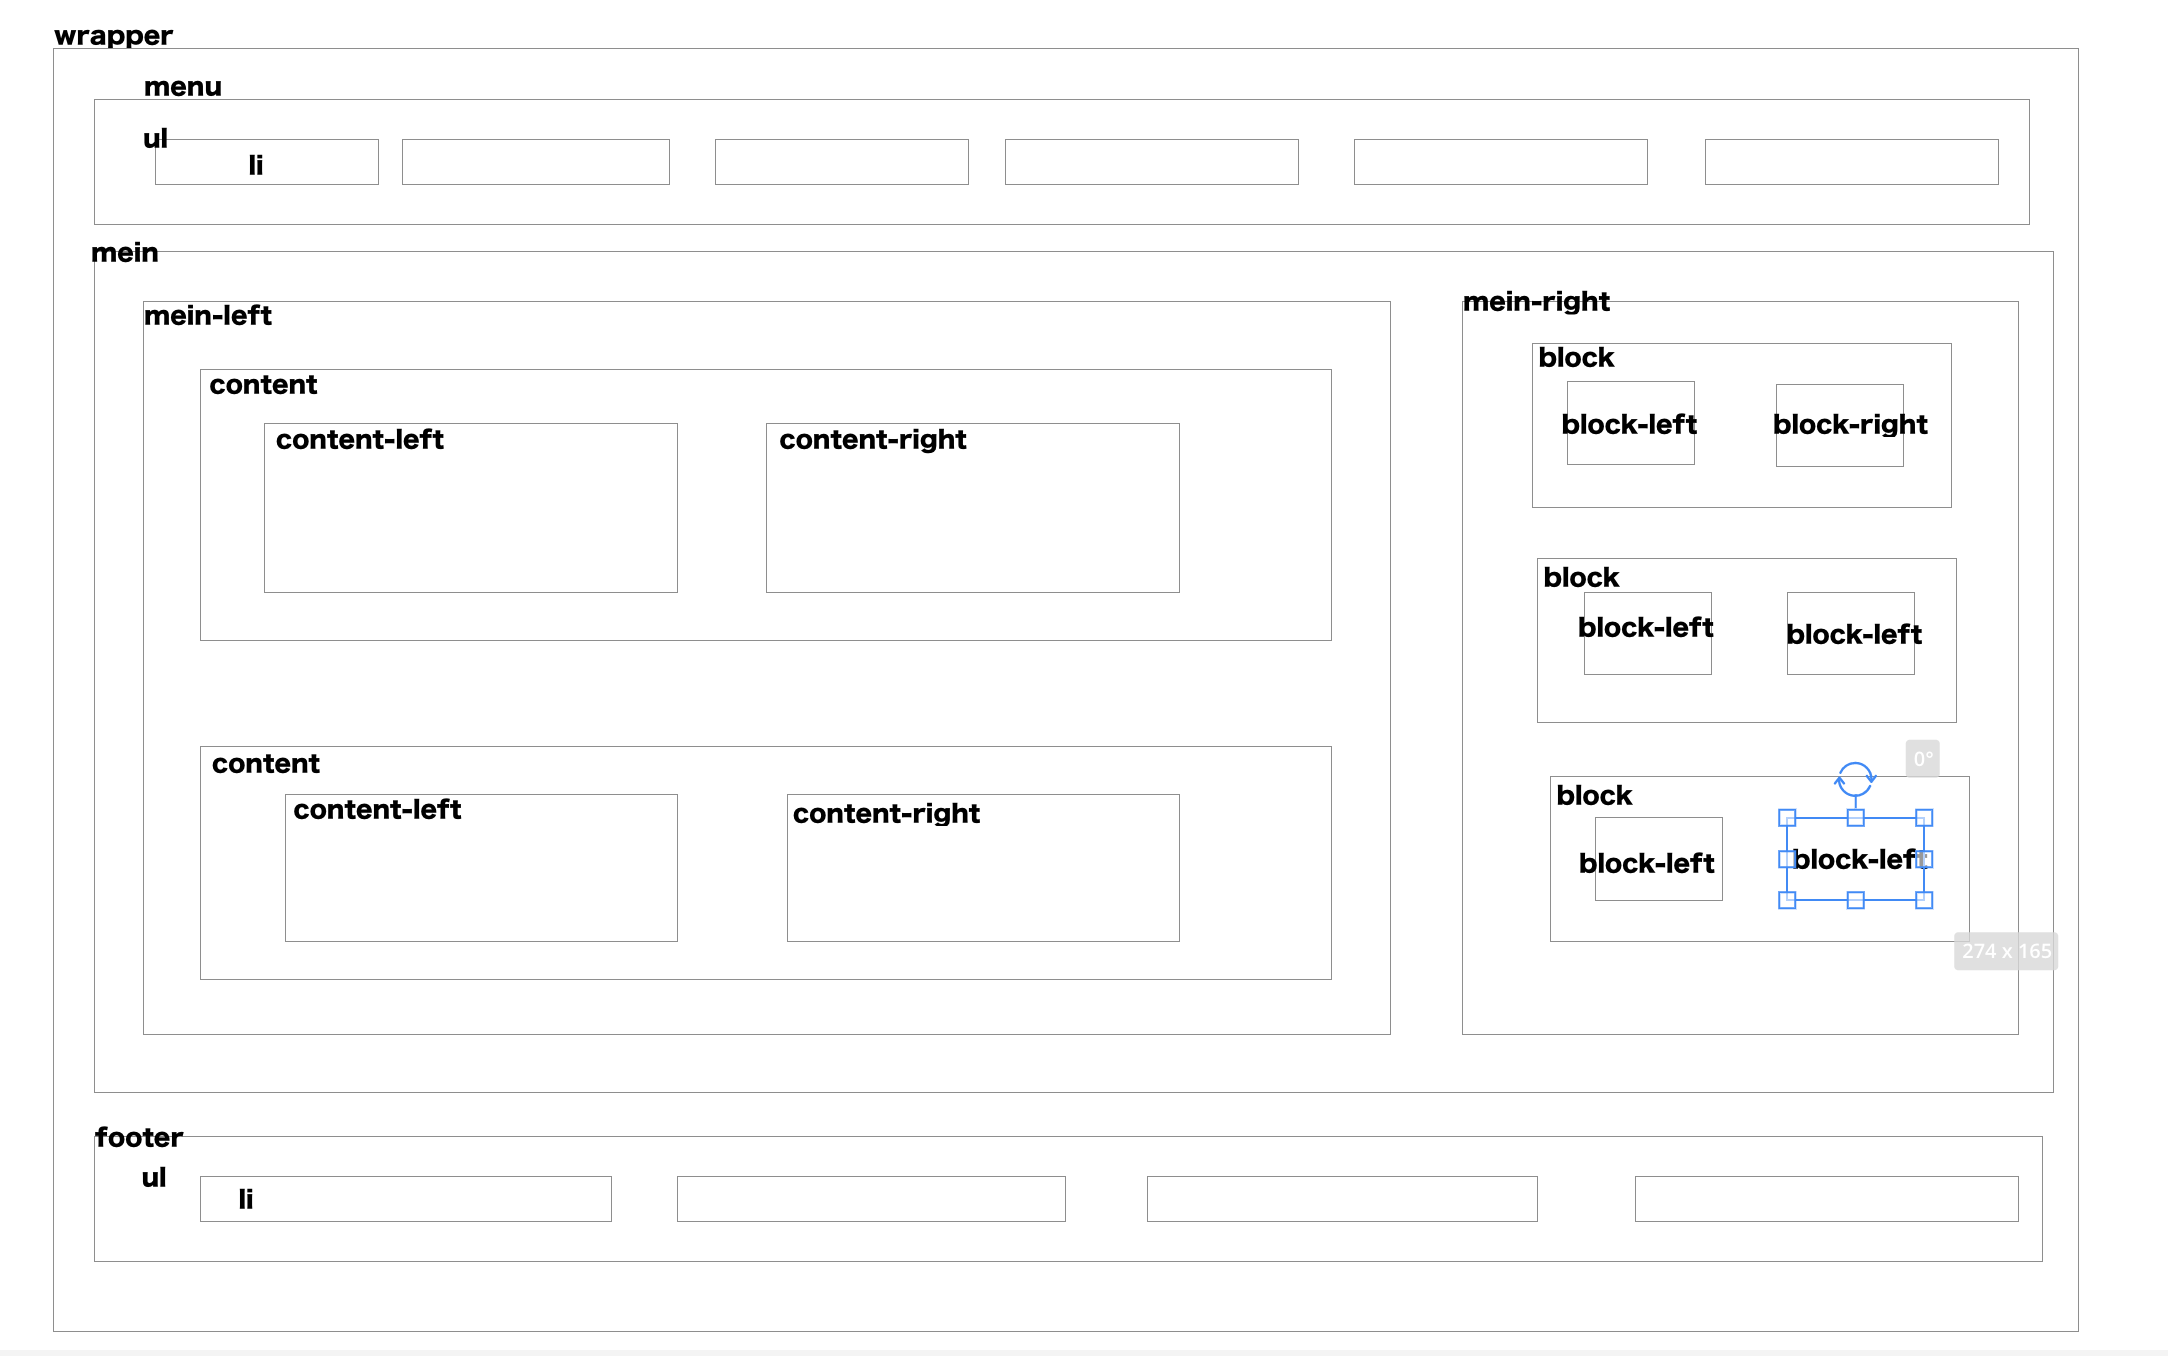 wrapper
menu
ul
li
mein
mein-left
mein-right
content
content-left
content-right
block
block-left
block-right
block
block-left
block-left
content
content-left
content-right
0°
block
block-left
block-left
274 x 165
footer
ul
li